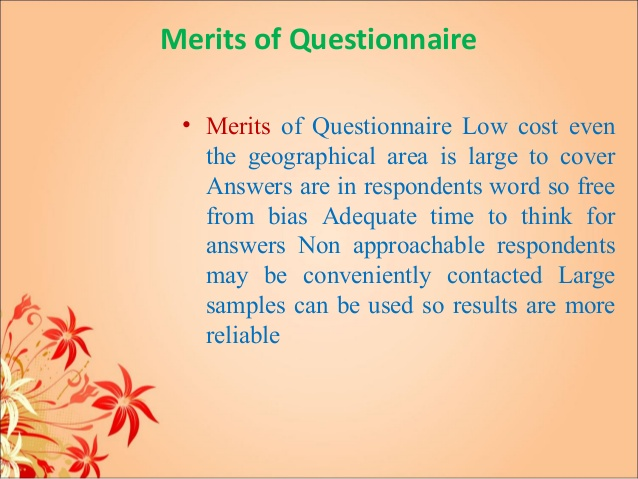 Merits of Questionnaire
• Merits of Questionnaire Low cost even
the geographical area is large to cover
Answers are in respondents word so free
from bias Adequate time to think for
answers Non approachable respondents
may be conveniently contacted Large
samples can be used so results are more
reliable